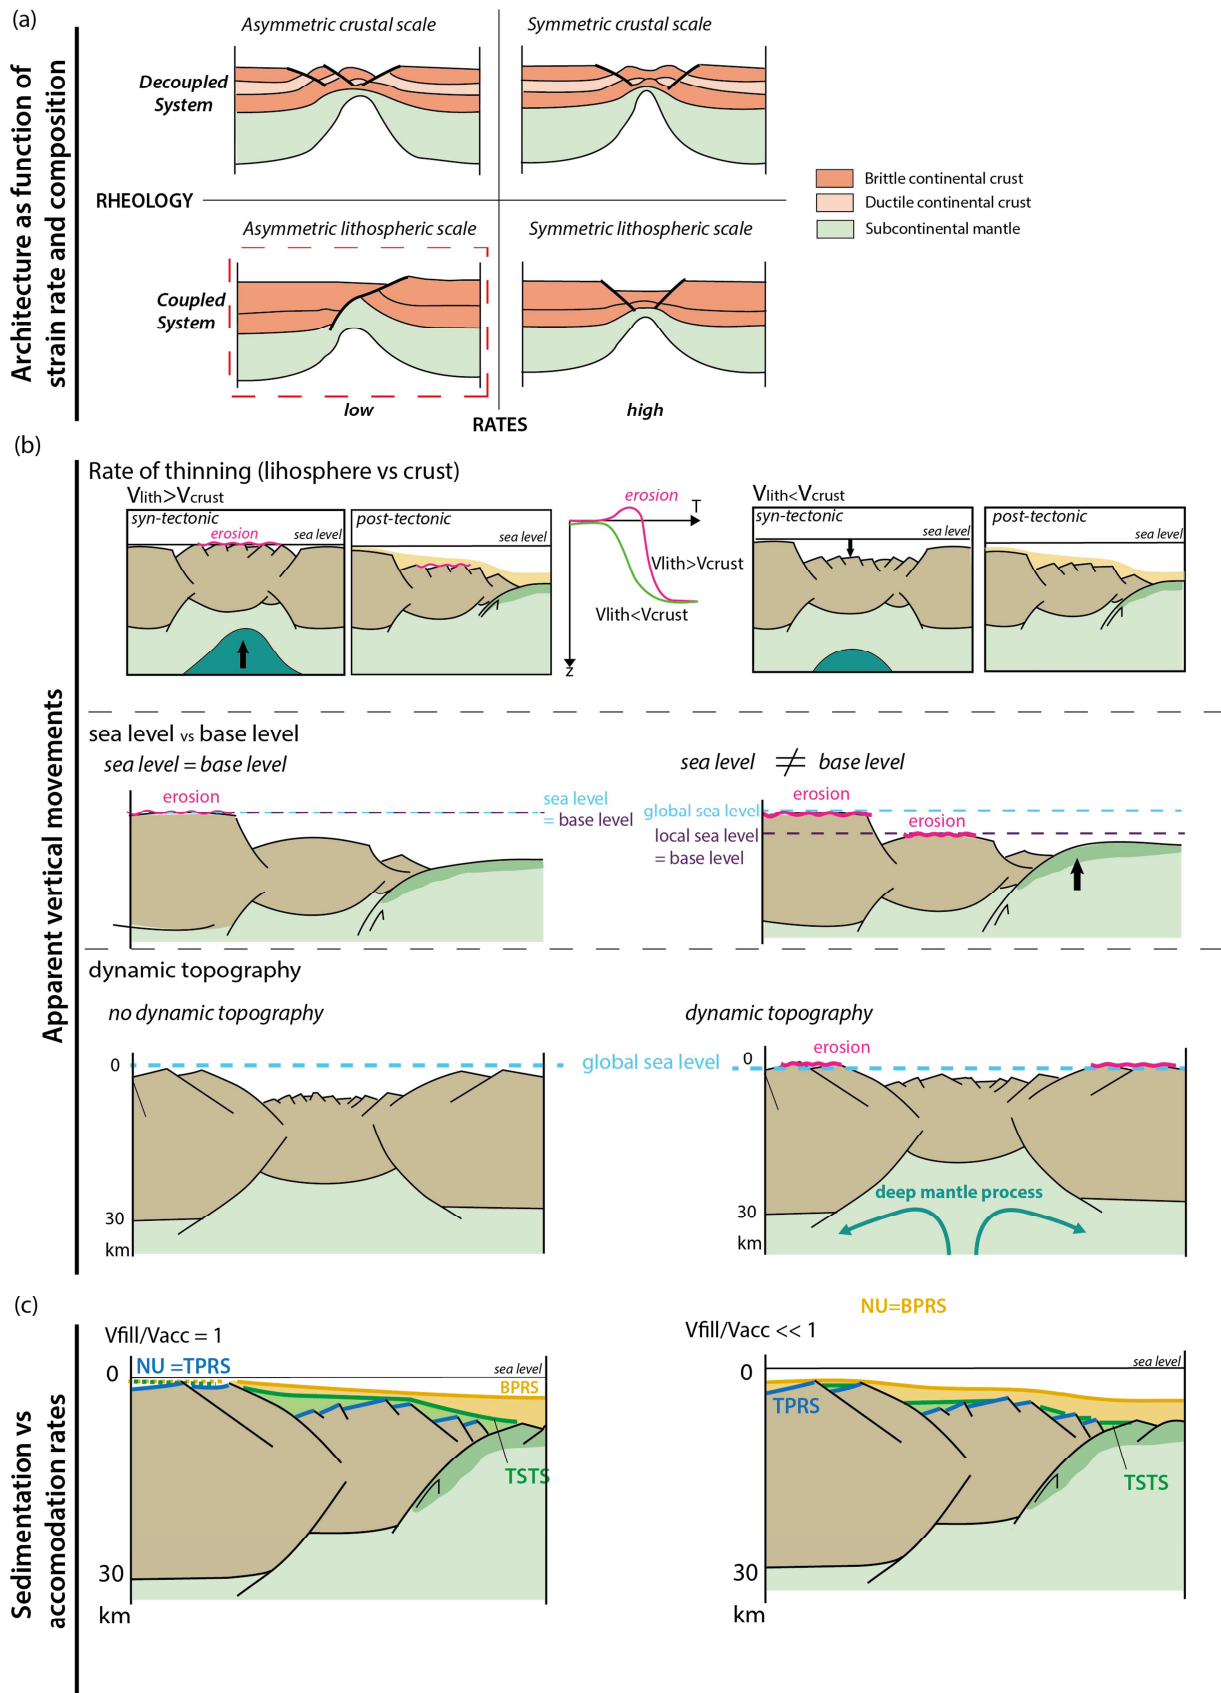 (a)
Architecture as function of
strain rate and composition
Asymmetric crustal scale
Symmetric crustal scale
Decoupled
System
RHEOLOGY
Asymmetric lithospheric scale
Symmetric lithospheric scale
Coupled
System
low
high
RATES
Brittle continental crust
Ductile continental crust
Subcontinental mantle
(b)
Apparent vertical movements
Rate of thinning (lihosphere vs crust)
Vlith>Vcrust
syn-tectonic
erosion
sea level
post-tectonic
sea level
erosion
T
Vlith>Vcrust
Vlith<Vcrust
z
Vlith<Vcrust
syn-tectonic
sea level
post-tectonic
sea level
sea level vs base level
sea level = base level
erosion
sea level
= base level
sea level ≠ base level
erosion
global sea level
erosion
local sea level
= base level
dynamic topography
no dynamic topography
0
30
km
global sea level
dynamic topography
erosion
0
deep mantle process
30
km
(c)
Sedimentation vs
accomodation rates
Vfill/Vacc = 1
0
NU =TPRS
sea level
BPRS
TSTS
30
km
NU=BPRS
Vfill/Vacc << 1
0
sea level
TPRS
TSTS
30
km